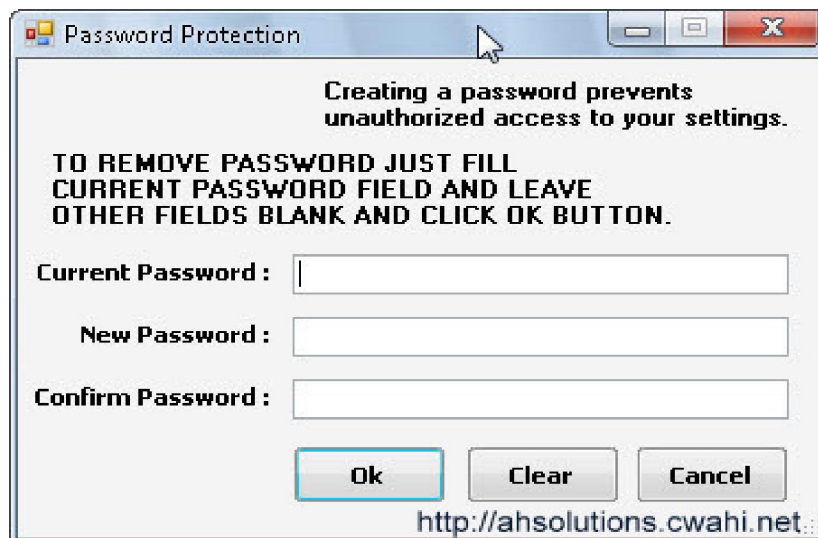 Password Protection
Creating a password prevents
unauthorized access to your settings.
TO REMOVE PASSWORD JUST FILL
CURRENT PASSWORD FIELD AND LEAVE
OTHER FIELDS BLANK AND CLICK OK BUTTON.
Current Password :
New Password :
Confirm Password :
Ok Clear Cancel
http://ahsolutions.cwahi.net